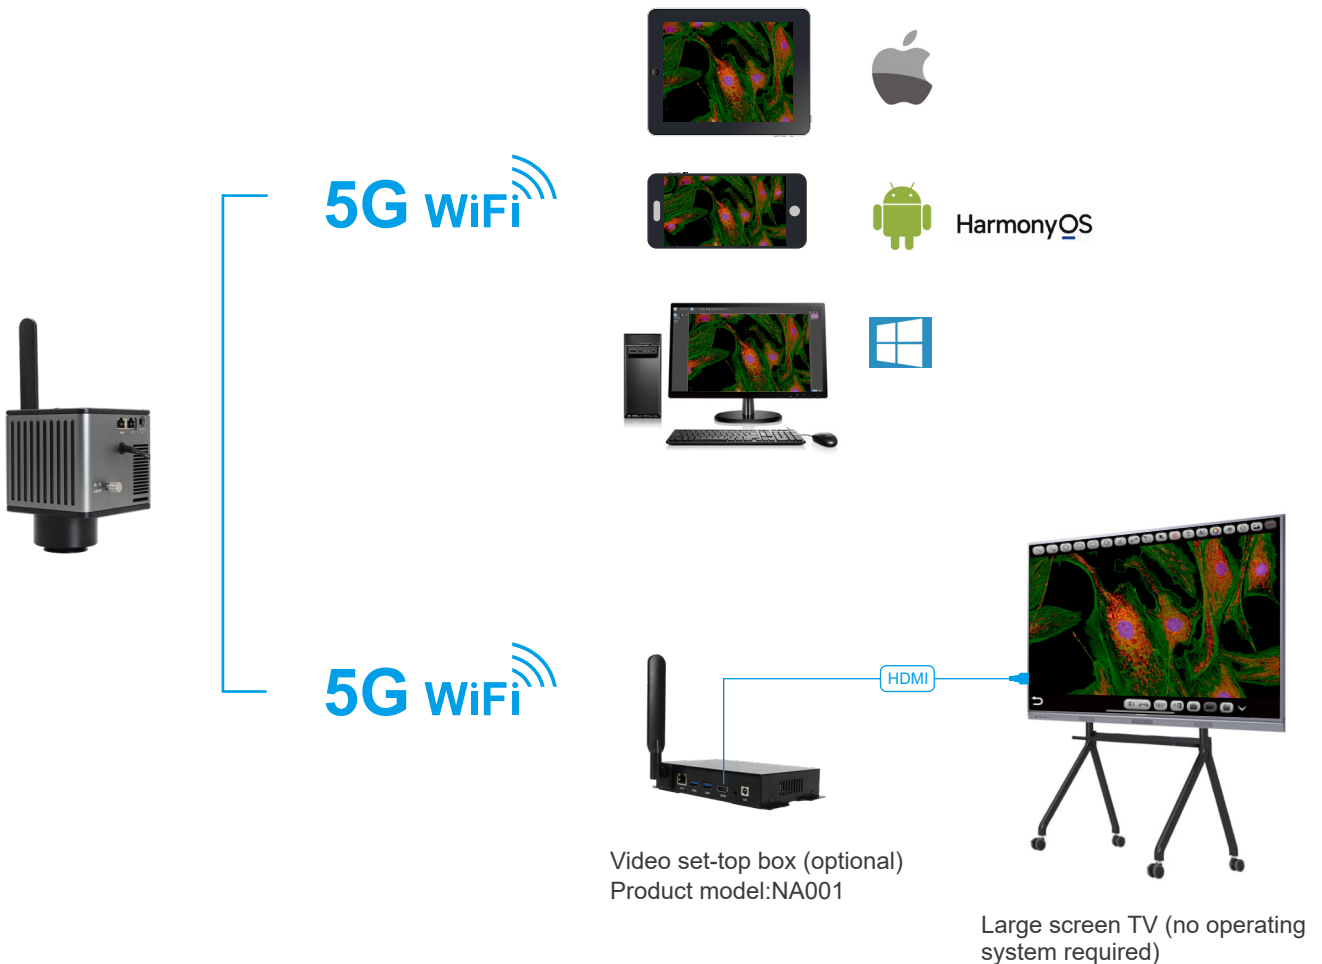 5G WiFi
HarmonyOS
5G WiFi
HDMI
Video set-top box (optional)
Product model:NA001
Large screen TV (no operating
system required)